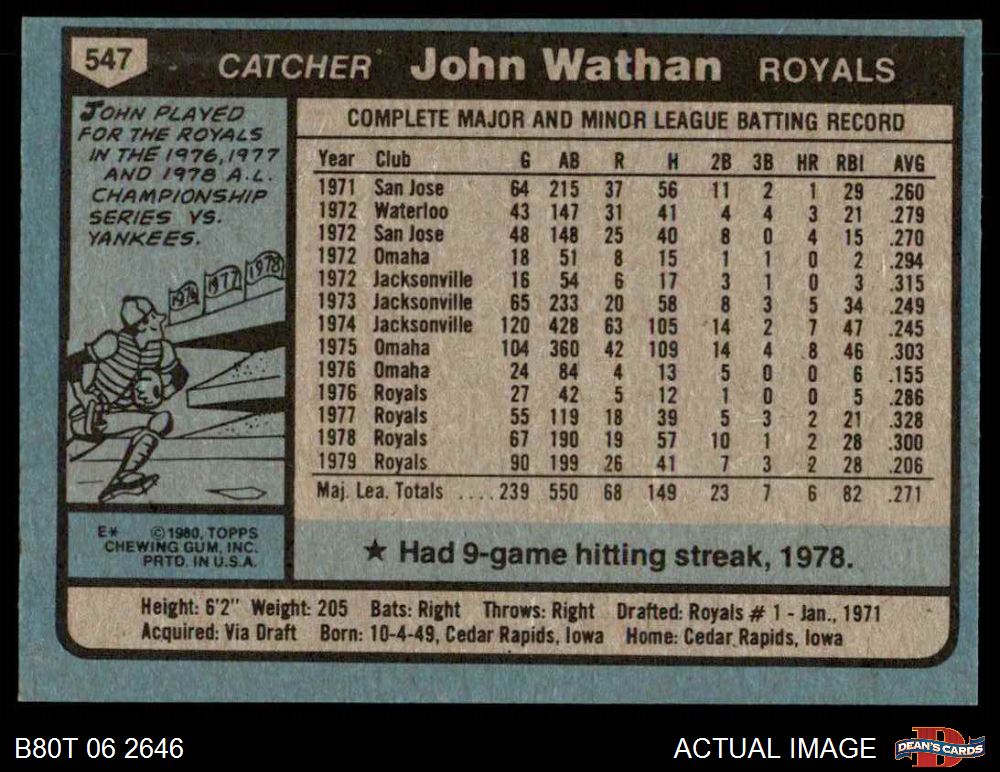 547 CATCHER John Wathan ROYALS
JOHN PLAYED
FOR THE ROYALS
IN THE 1976, 1977
AND 1978 A.L.
CHAMPIONSHIP
SERIES VS.
YANKEES.
1976 1977 1978
E* © 1980, TOPPS
CHEWING GUM, INC.
PRTD. IN U.S.A.
COMPLETE MAJOR AND MINOR LEAGUE BATTING RECORD
Year Club G AB R H 2B 3B HR RBI AVG
1971 San Jose 64 215 37 56 11 2 1 29 .260
1972 Waterloo 43 147 31 41 4 4 3 21 .279
1972 San Jose 48 148 25 40 8 0 4 15 .270
1972 Omaha 18 51 8 15 1 1 0 2 .294
1972 Jacksonville 16 54 6 17 3 1 0 3 .315
1973 Jacksonville 65 233 20 58 8 3 5 34 .249
1974 Jacksonville 120 428 63 105 14 2 7 47 .245
1975 Omaha 104 360 42 109 14 4 8 46 .303
1976 Omaha 24 84 4 13 5 0 0 6 .155
1976 Royals 27 42 5 12 1 0 0 5 .286
1977 Royals 55 119 18 39 5 3 2 21 .328
1978 Royals 67 190 19 57 10 1 2 28 .300
1979 Royals 90 199 26 41 7 3 2 28 .206
Maj. Lea. Totals ....239 550 68 149 23 7 6 82 .271
★ Had 9-game hitting streak, 1978.
Height: 6'2" Weight: 205 Bats: Right Throws: Right Drafted: Royals # 1 - Jan., 1971
Acquired: Via Draft Born: 10-4-49, Cedar Rapids, Iowa Home: Cedar Rapids, Iowa
B80T 06 2646
ACTUAL IMAGE
DEAN'S CARDS